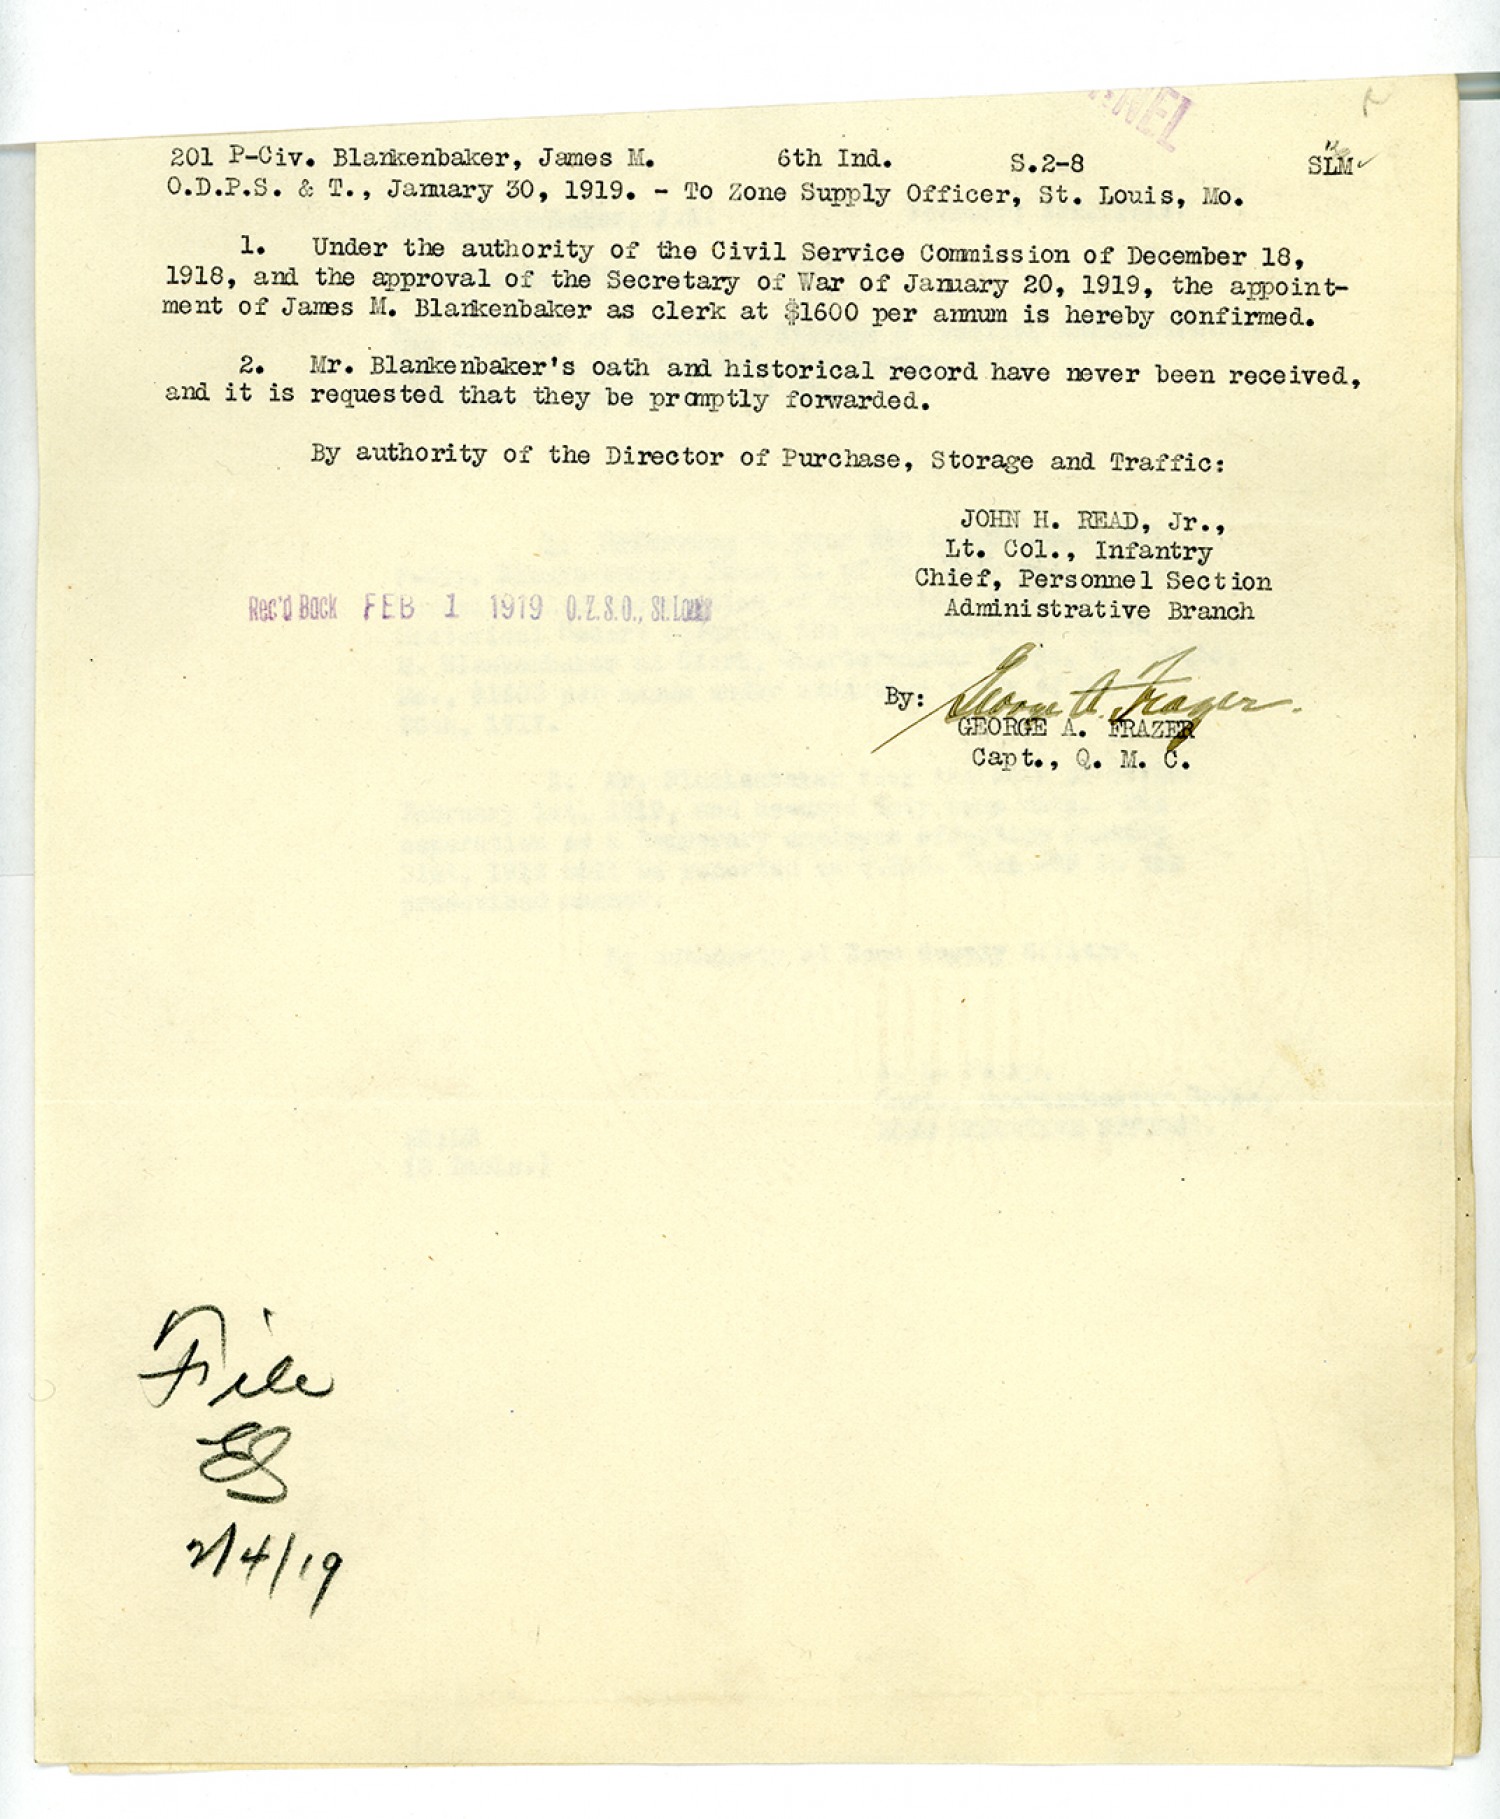 NEL
201 P-Civ. Blankenbaker, James M. 6th Ind. S.2-8 SLM
O.D.P.S. & T., January 30, 1919. - To Zone Supply Officer, St. Louis, Mo.
1. Under the authority of the Civil Service Commission of December 18,
1918, and the approval of the Secretary of War of January 20, 1919, the appoint-
ment of James M. Blankenbaker as clerk at $1600 per annum is hereby confirmed.
2. Mr. Blankenbaker's oath and historical record have never been received,
and it is requested that they be promptly forwarded.
By authority of the Director of Purchase, Storage and Traffic:
JOHN H. READ, Jr.,
Lt. Col., Infantry
Chief, Personnel Section
Administrative Branch
Rec'd Back FEB 1 1919 O.Z.S.O., St. Louis
By: George A. Frazer.
GEORGE A. FRAZER
Capt., Q. M. C.
File
ES
2/4/19